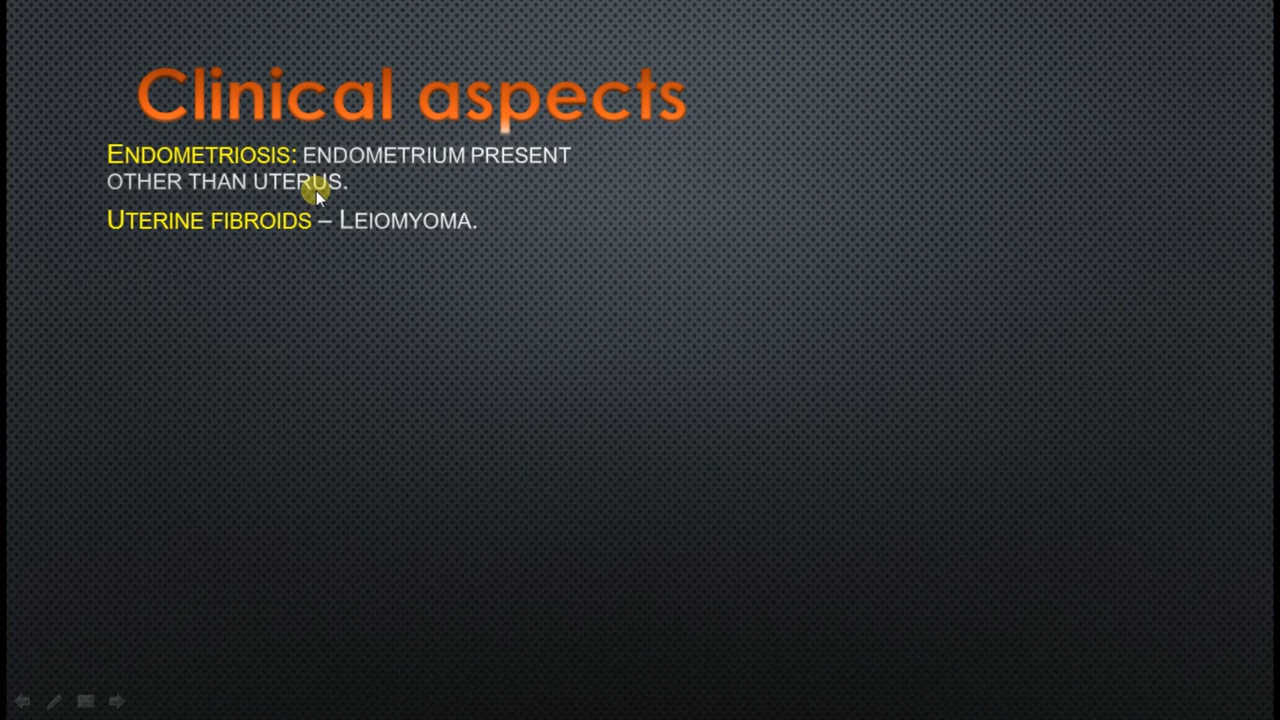 Clinical aspects
ENDOMETRIOSIS: ENDOMETRIUM PRESENT
OTHER THAN UTERUS.
UTERINE FIBROIDS – LEIOMYOMA.